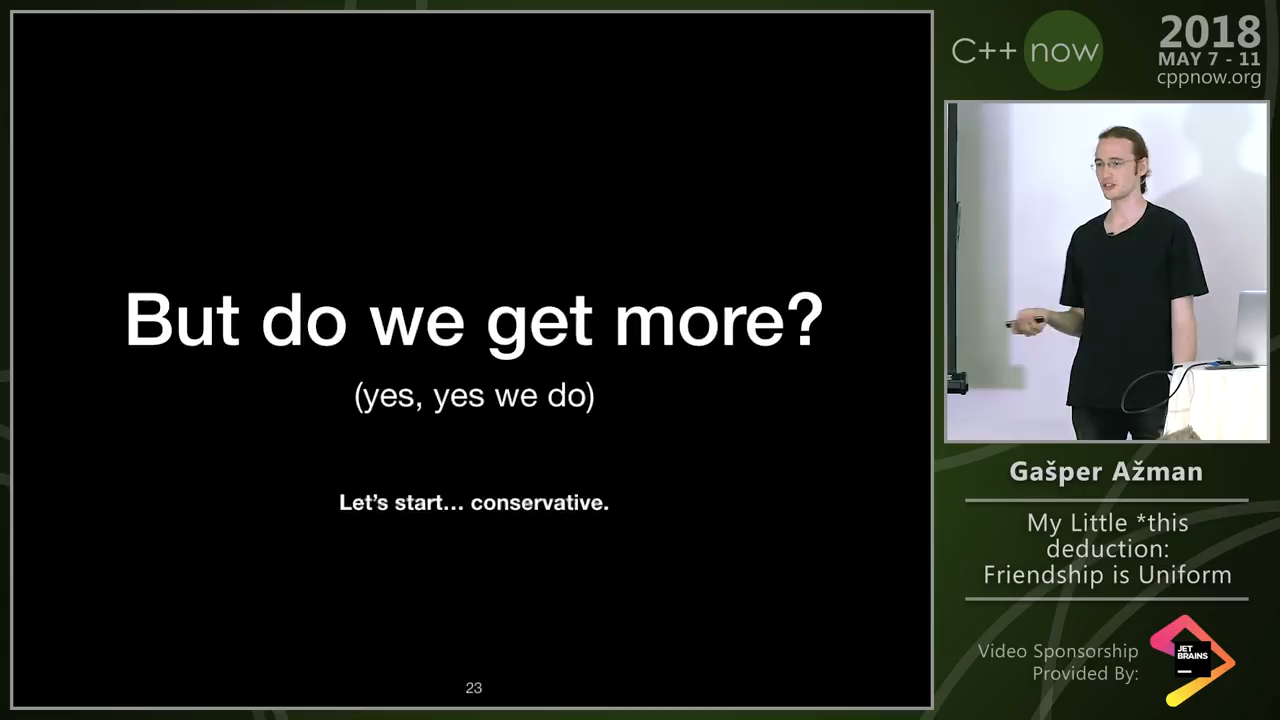 But do we get more?
(yes, yes we do)
Let's start... conservative.
23
C++ now
2018
MAY 7 - 11
cppnow.org
Gašper Ažman
My Little *this
deduction:
Friendship is Uniform
Video Sponsorship
Provided By:
JET
BRAINS